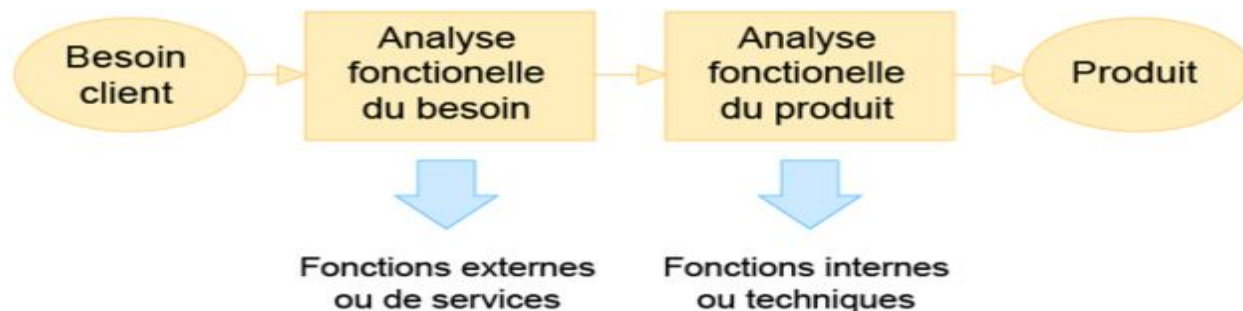 Besoin
client
Analyse
fonctionelle
du besoin
Analyse
fonctionelle
du produit
Produit
Fonctions externes
ou de services
Fonctions internes
ou techniques